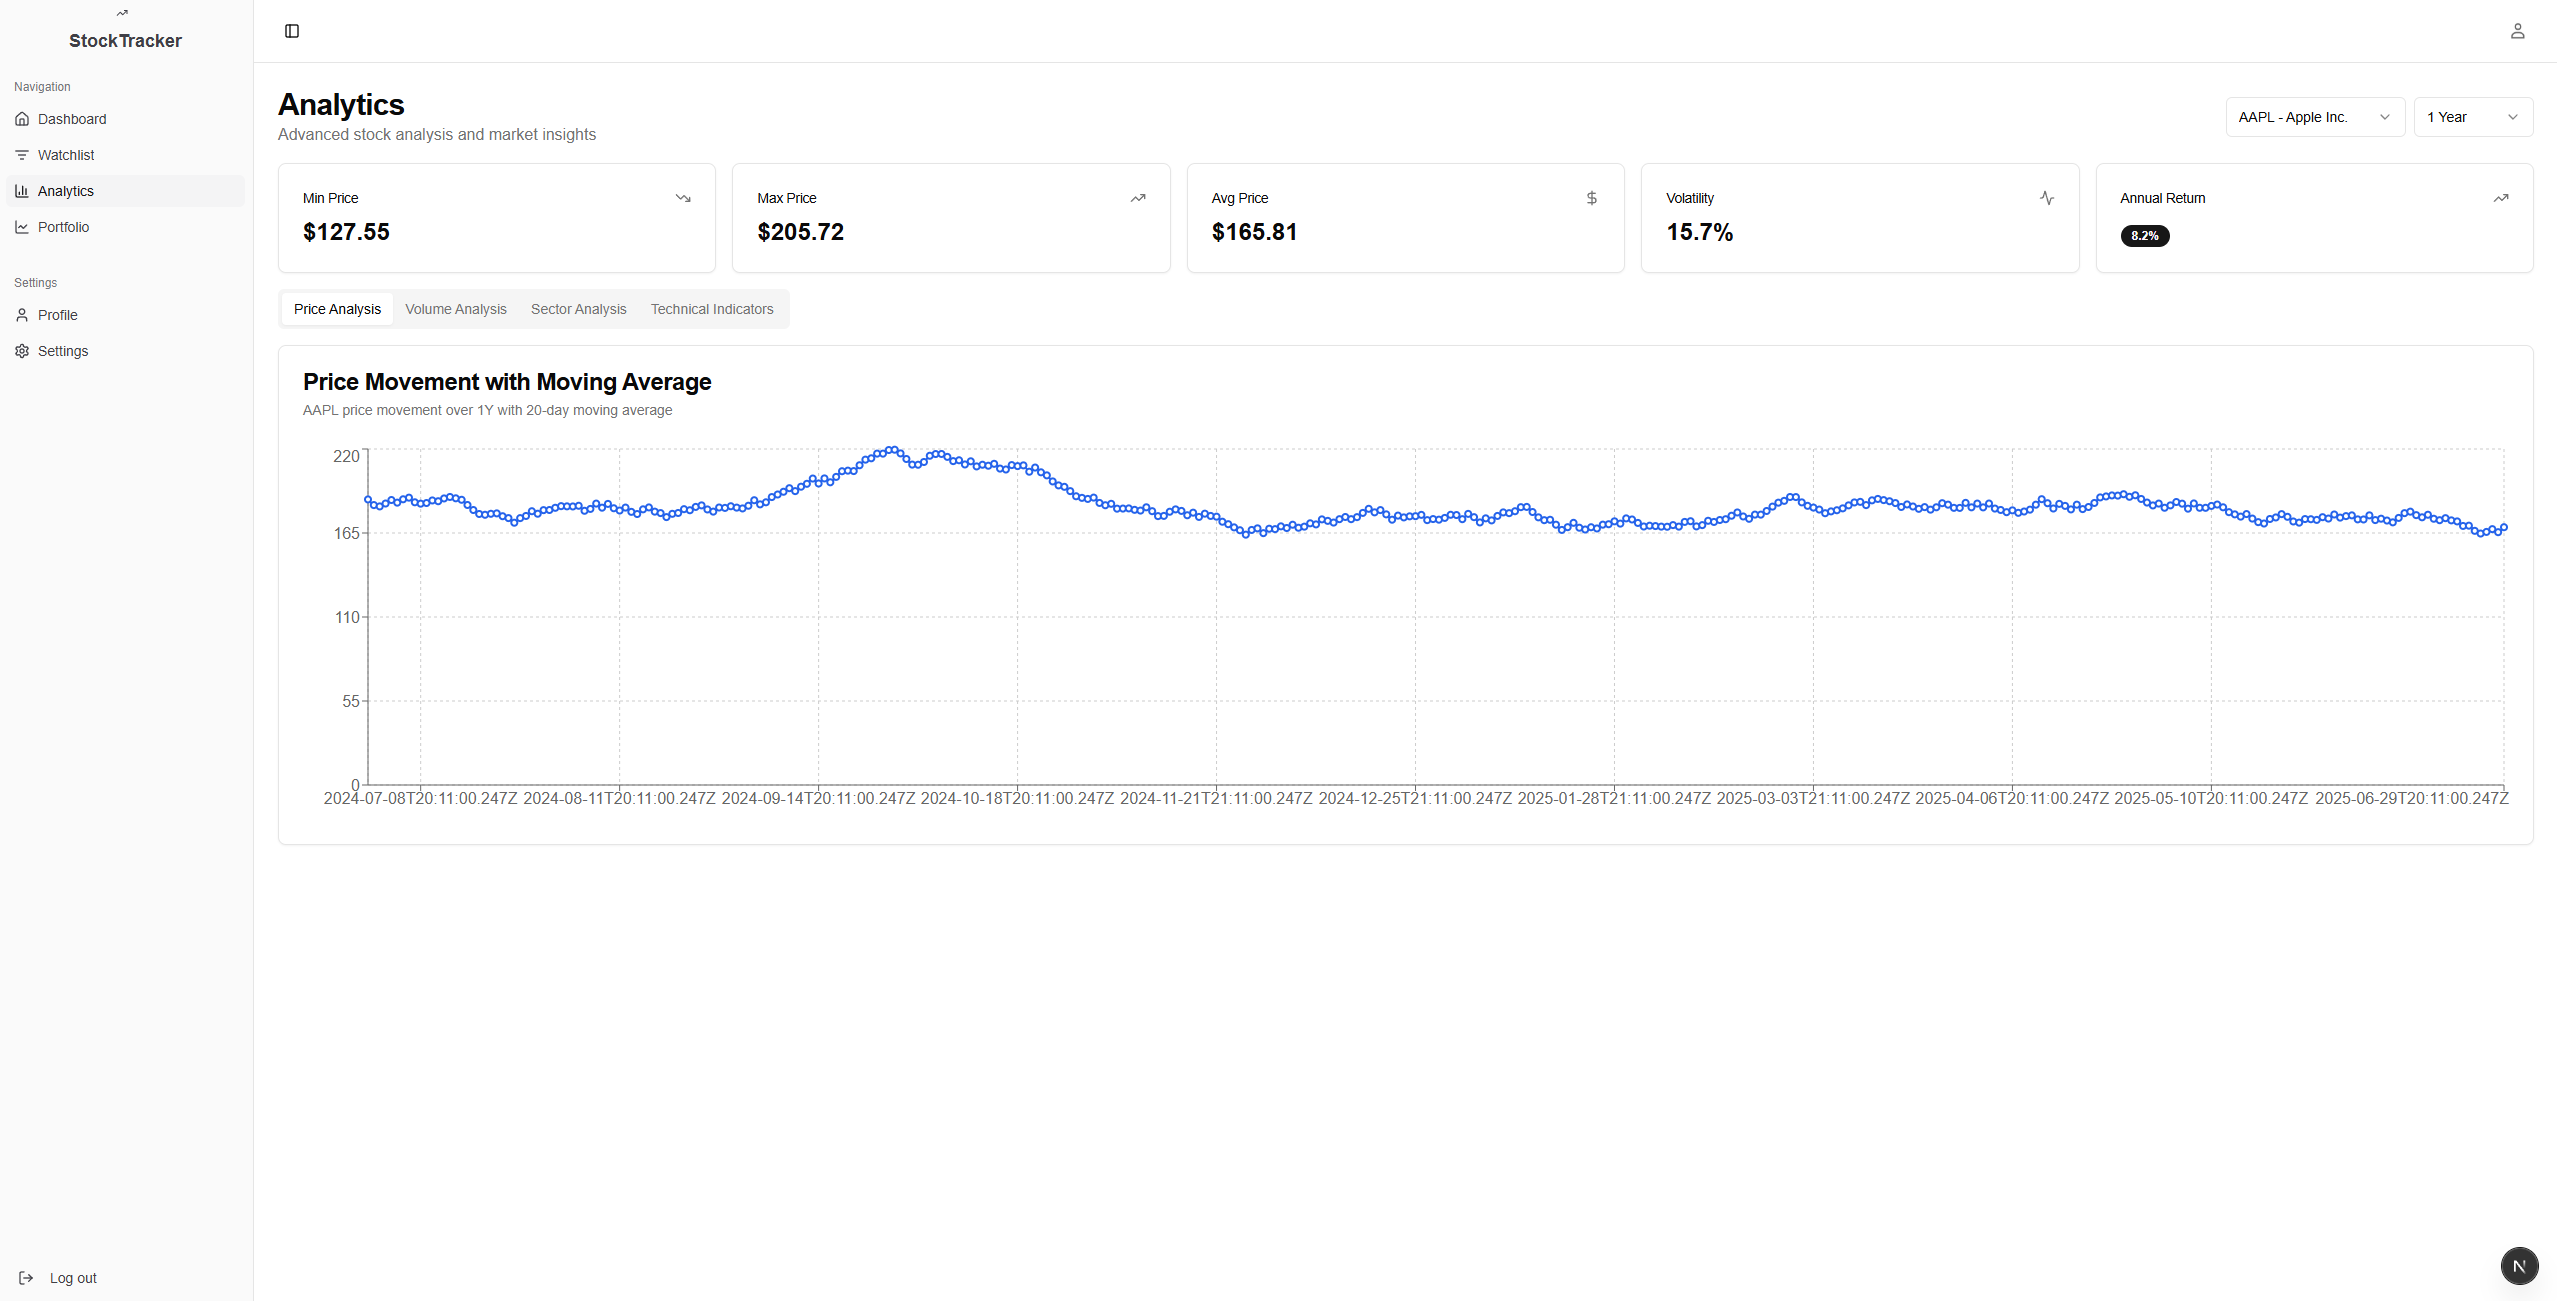 StockTracker
Navigation
Dashboard
Watchlist
Analytics
Portfolio
Settings
Profile
Settings
Log out
Analytics
Advanced stock analysis and market insights
AAPL - Apple Inc.
1 Year
Min Price
$127.55
Max Price
$205.72
Avg Price
$165.81
Volatility
15.7%
Annual Return
8.2%
Price Analysis
Volume Analysis
Sector Analysis
Technical Indicators
Price Movement with Moving Average
AAPL price movement over 1Y with 20-day moving average
220
165
110
55
0
2024-07-08T20:11:00.247Z 2024-08-11T20:11:00.247Z 2024-09-14T20:11:00.247Z 2024-10-18T20:11:00.247Z 2024-11-21T21:11:00.247Z 2024-12-25T21:11:00.247Z 2025-01-28T21:11:00.247Z 2025-03-03T21:11:00.247Z 2025-04-06T20:11:00.247Z 2025-05-10T20:11:00.247Z 2025-06-29T20:11:00.247Z
N